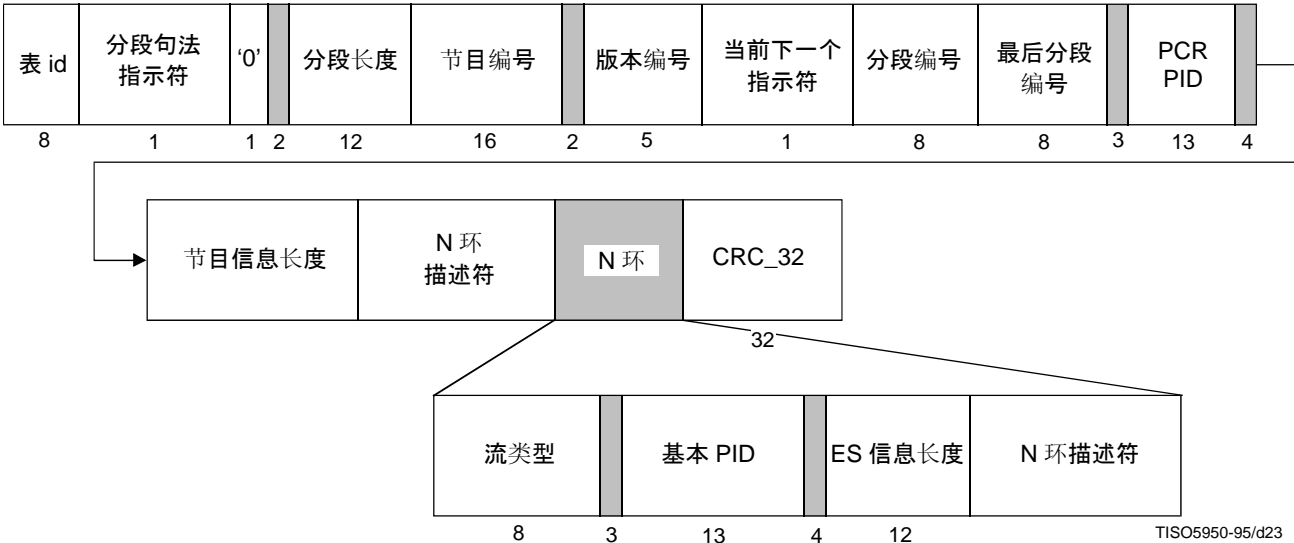 表 id
分段句法
指示符
‘0’
分段长度
节目编号
版本编号
当前下一个
指示符
分段编号
最后分段
编号
PCR
PID
8 1 1 2 12 16 2 5 1 8 8 3 13 4
节目信息长度
N 环
描述符
N 环
CRC_32
32
流类型
基本 PID
ES 信息长度
N 环描述符
8 3 13 4 12
TISO5950-95/d23